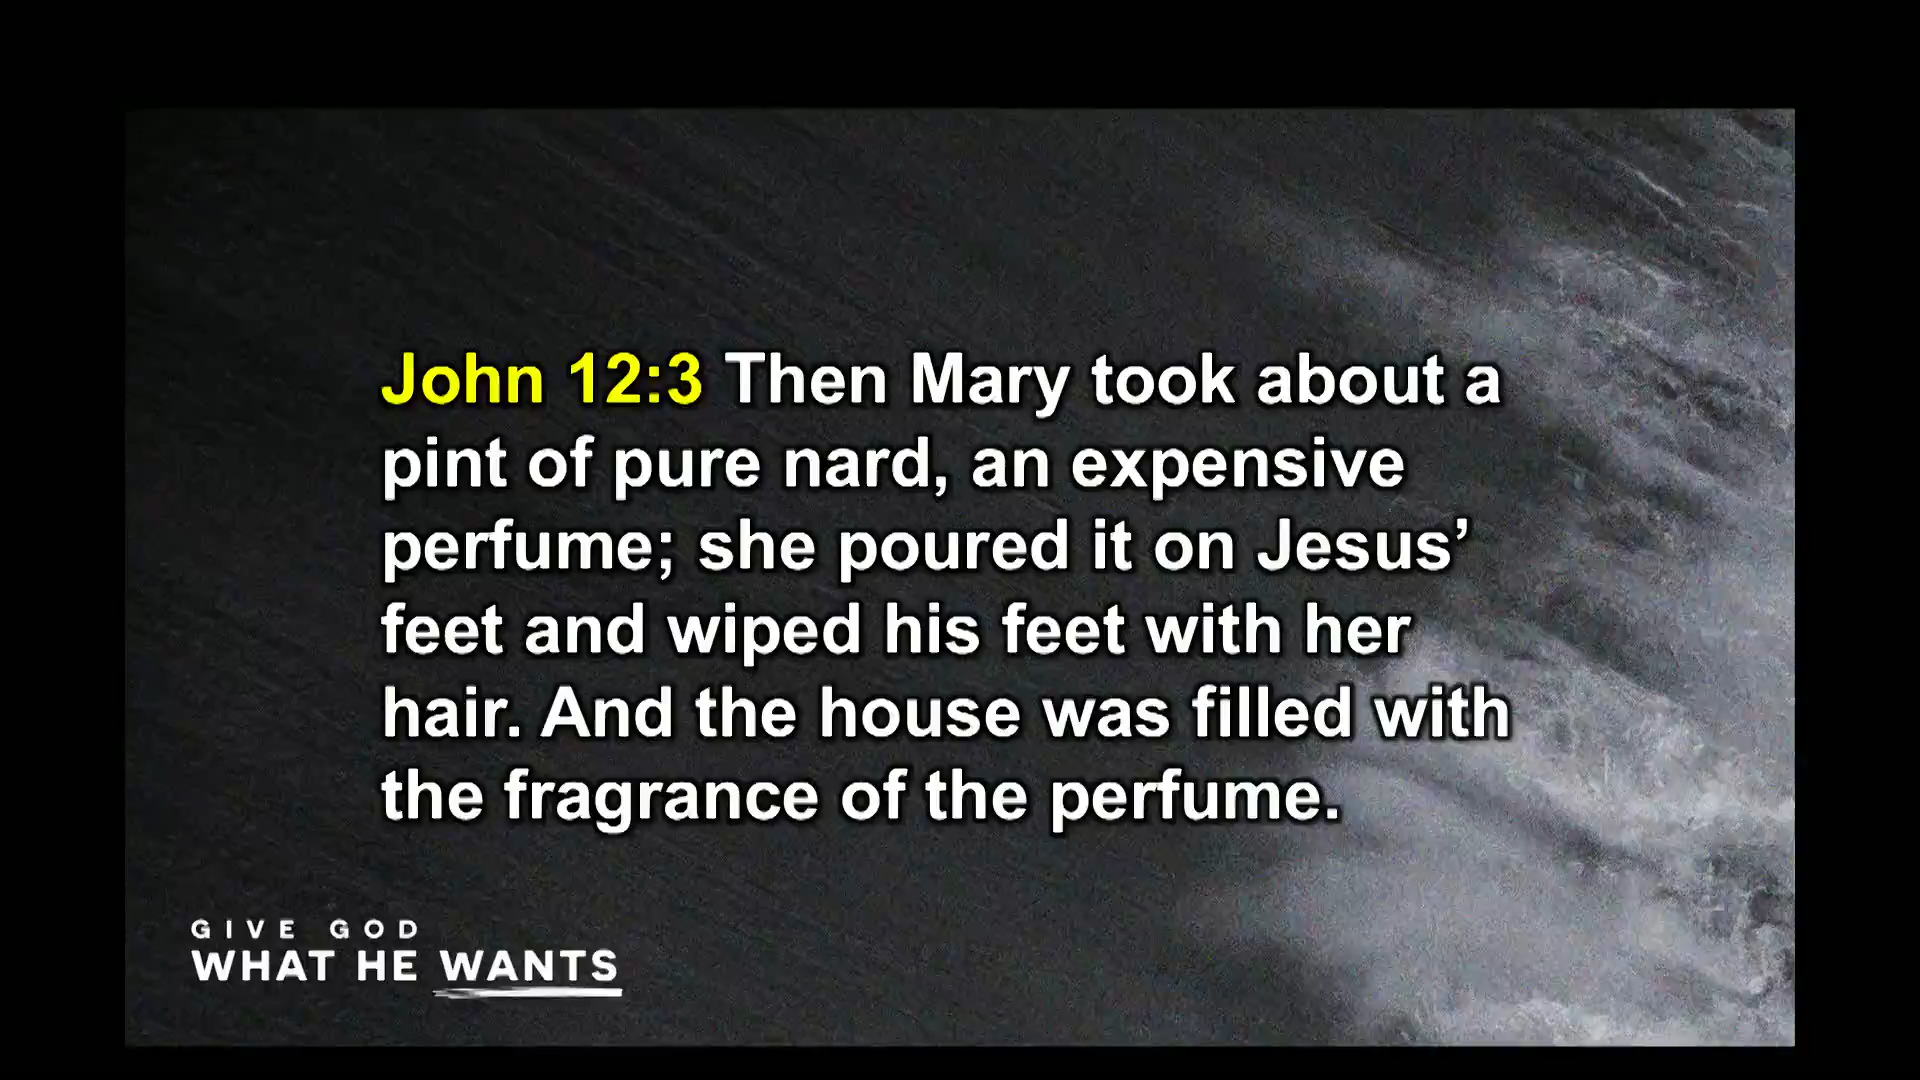 John 12:3 Then Mary took about a
pint of pure nard, an expensive
perfume; she poured it on Jesus’
feet and wiped his feet with her
hair. And the house was filled with
the fragrance of the perfume.
GIVE GOD
WHAT HE WANTS